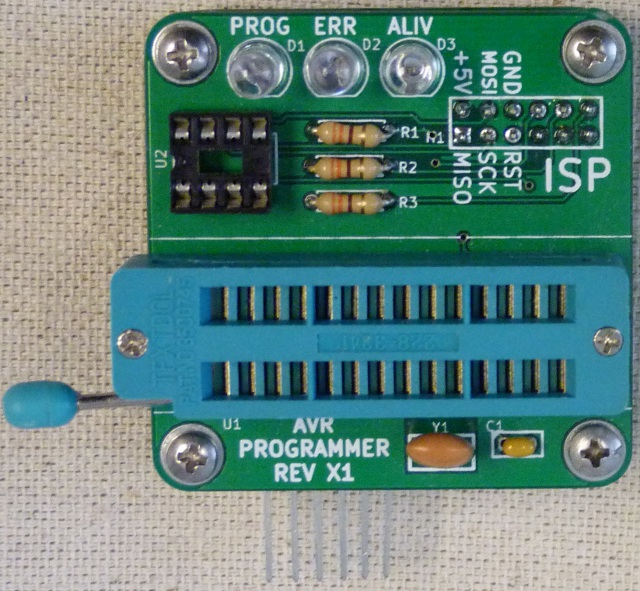 PROG ERR ALIV
D1 D2 D3
+5V MOSI GND
U2
R1
R2
R3
MISO SCK RST
ISP
TEXTOOL
U1
AVR
PROGRAMMER
REV X1
Y1
C1